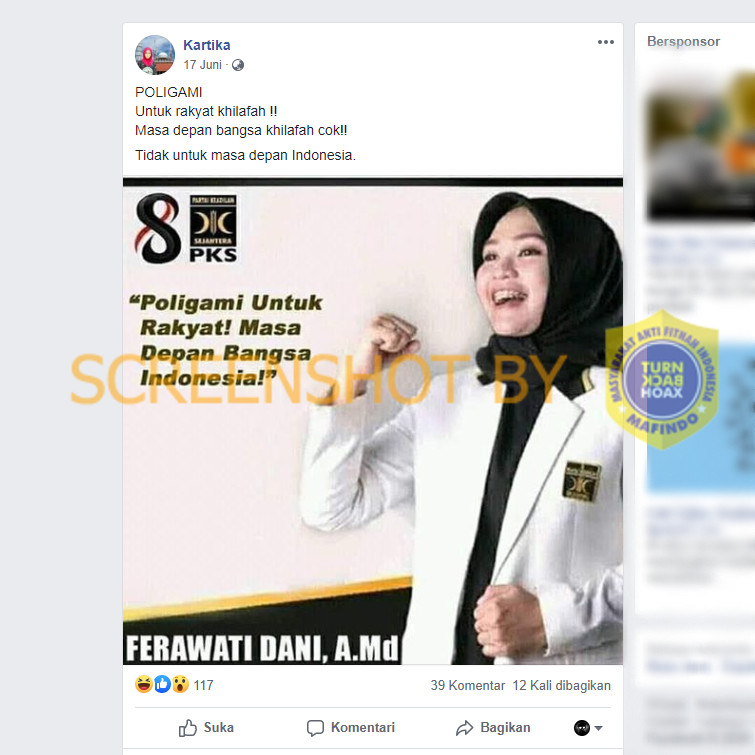 Kartika
17 Juni
Bersponsor
POLIGAMI
Untuk rakyat khilafah !!
Masa depan bangsa khilafah cok!!
Tidak untuk masa depan Indonesia.
8
PARTAI KEADILAN
SEJAHTERA
PKS
“Poligami Untuk
Rakyat! Masa
Depan Bangsa
Indonesia!”
SCREENSHOT BY
MASYARAKAT ANTI FITNAH INDONESIA
TURN
BACK
HOAX
MAFINDO
FERAWATI DANI, A.Md
117
39 Komentar 12 Kali dibagikan
Suka
Komentari
Bagikan